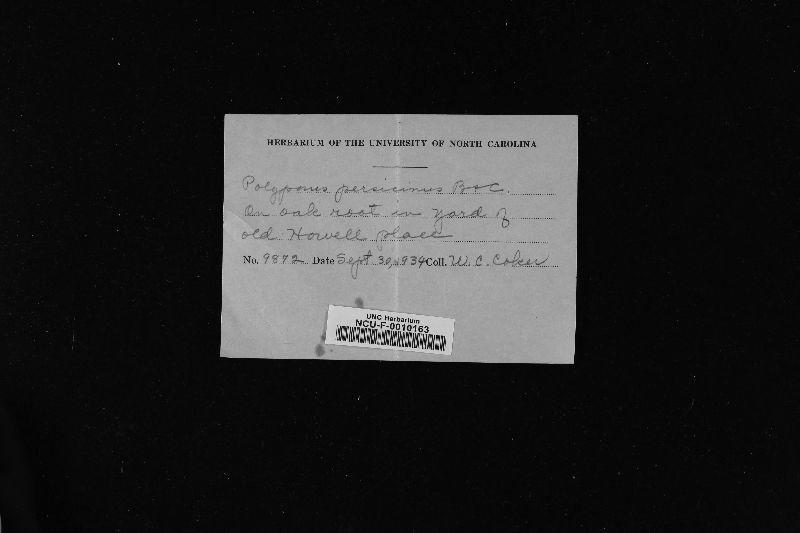 HERBARIUM OF THE UNIVERSITY OF NORTH CAROLINA
Polyporus persicinus B&C.
On oak root in yard of
old Howell place
No. 9872 Date Sept 30, 1934 Coll. W. C. Coker
UNC Herbarium
NCU-F-0010163